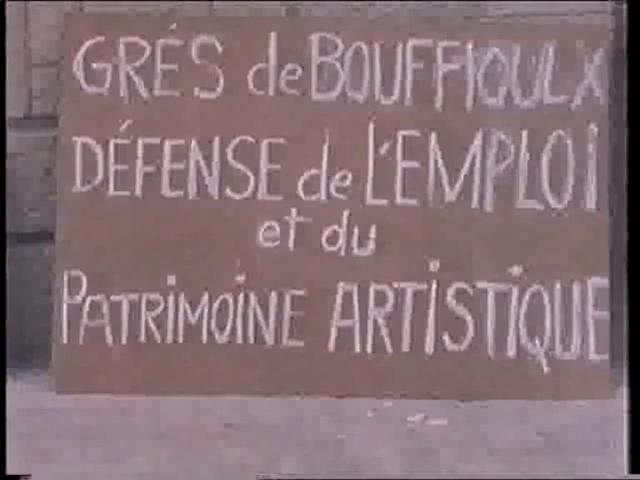 GRÉS de BOUFFIOULX
DÉFENSE de L'EMPLOI
et du
PATRIMOINE ARTISTIQUE